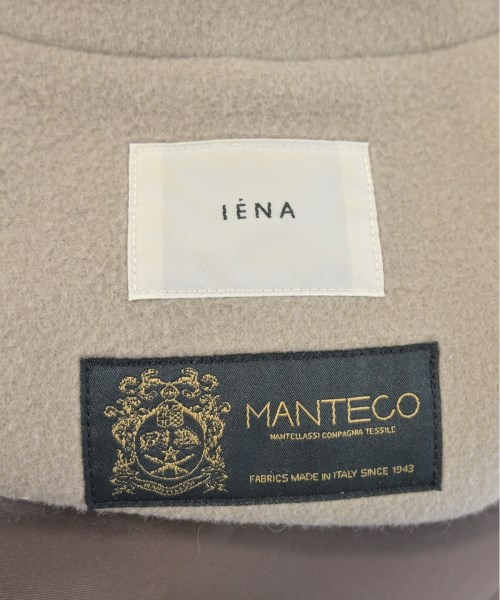 IÉNA
MANTECO
MANTELLASSI COMPAGNIA TESSILE
FABRICS MADE IN ITALY SINCE 1943